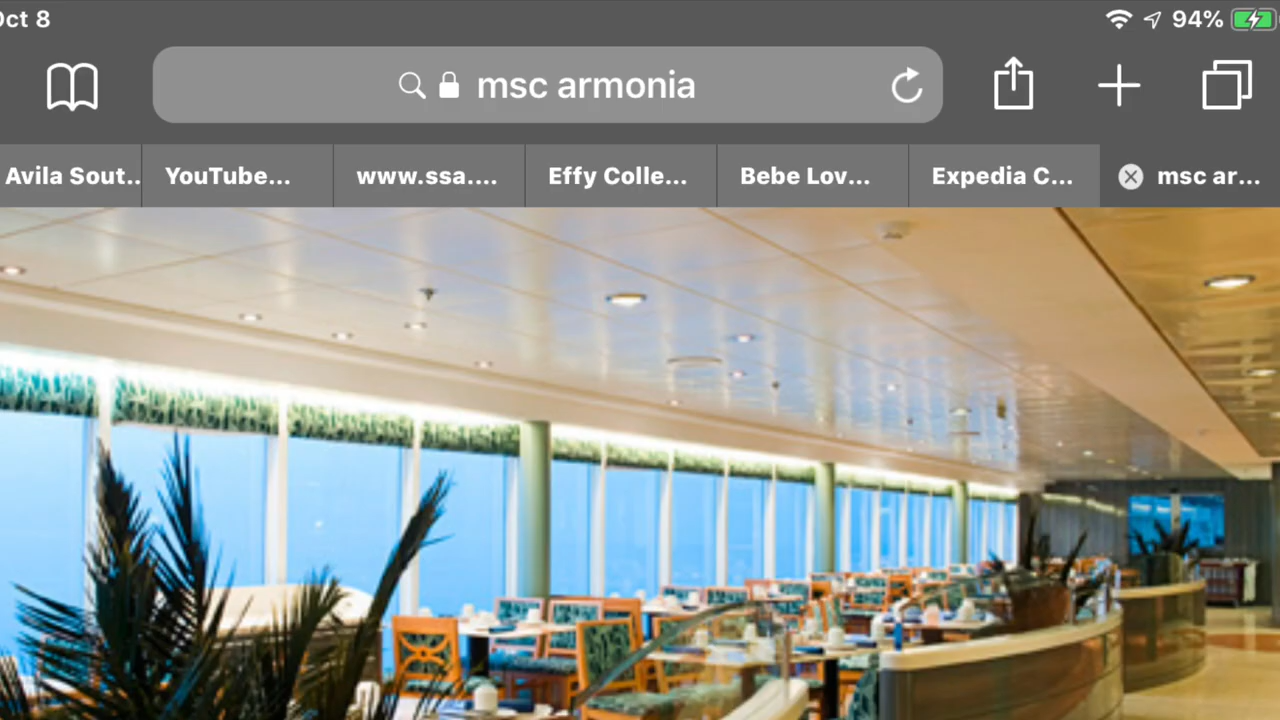 Oct 8
94%
msc armonia
Avila Sout.. YouTube... www.ssa.... Effy Colle... Bebe Lov... Expedia C... msc ar...